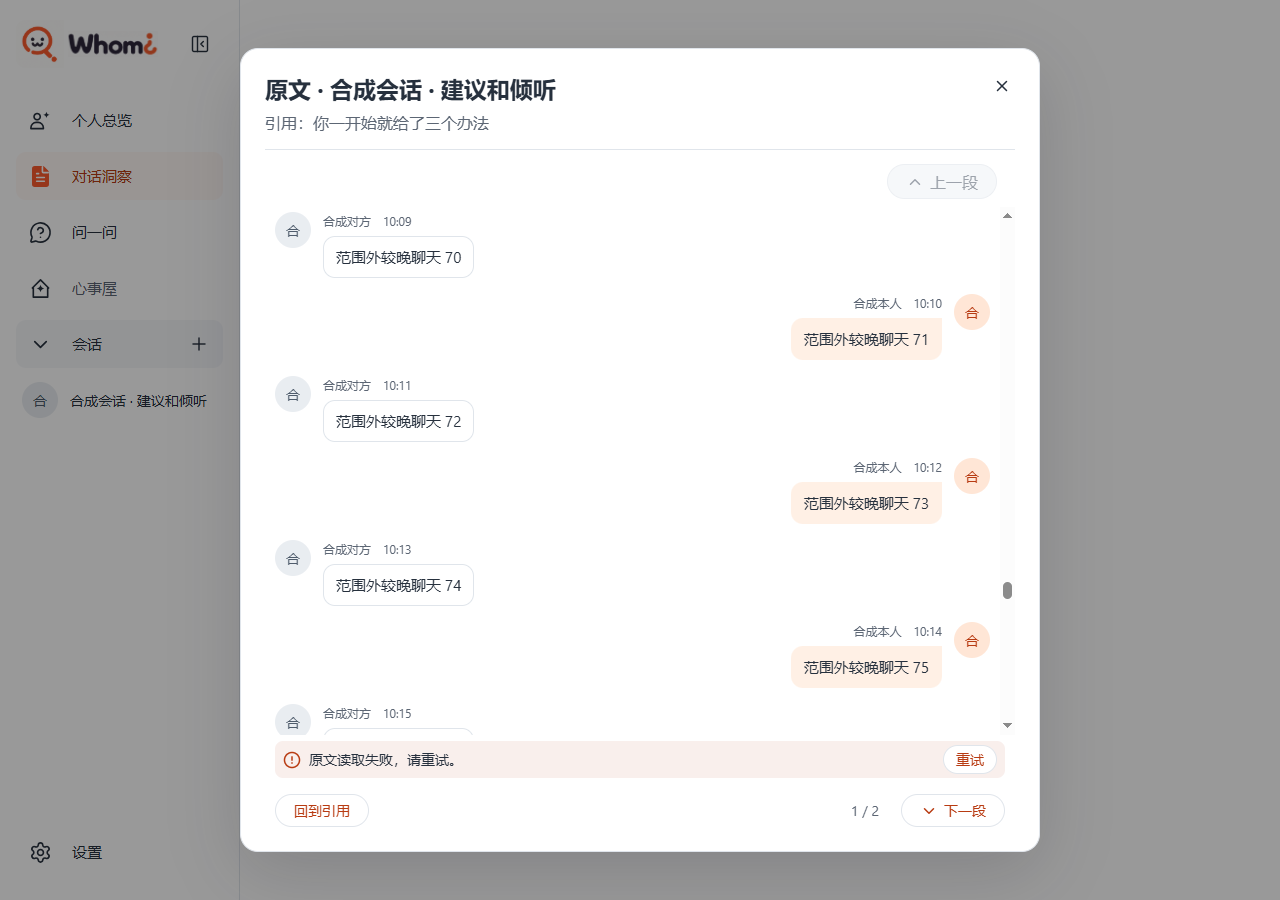 Whomi
个人总览
对话洞察
问一问
心事屋
会话
合 合成会话 · 建议和倾听
设置
原文 · 合成会话 · 建议和倾听
引用：你一开始就给了三个办法
上一段
合 合成对方 10:09
范围外较晚聊天 70
合成本人 10:10 合
范围外较晚聊天 71
合 合成对方 10:11
范围外较晚聊天 72
合成本人 10:12 合
范围外较晚聊天 73
合 合成对方 10:13
范围外较晚聊天 74
合成本人 10:14 合
范围外较晚聊天 75
合 合成对方 10:15
原文读取失败，请重试。 重试
回到引用 1 / 2 下一段